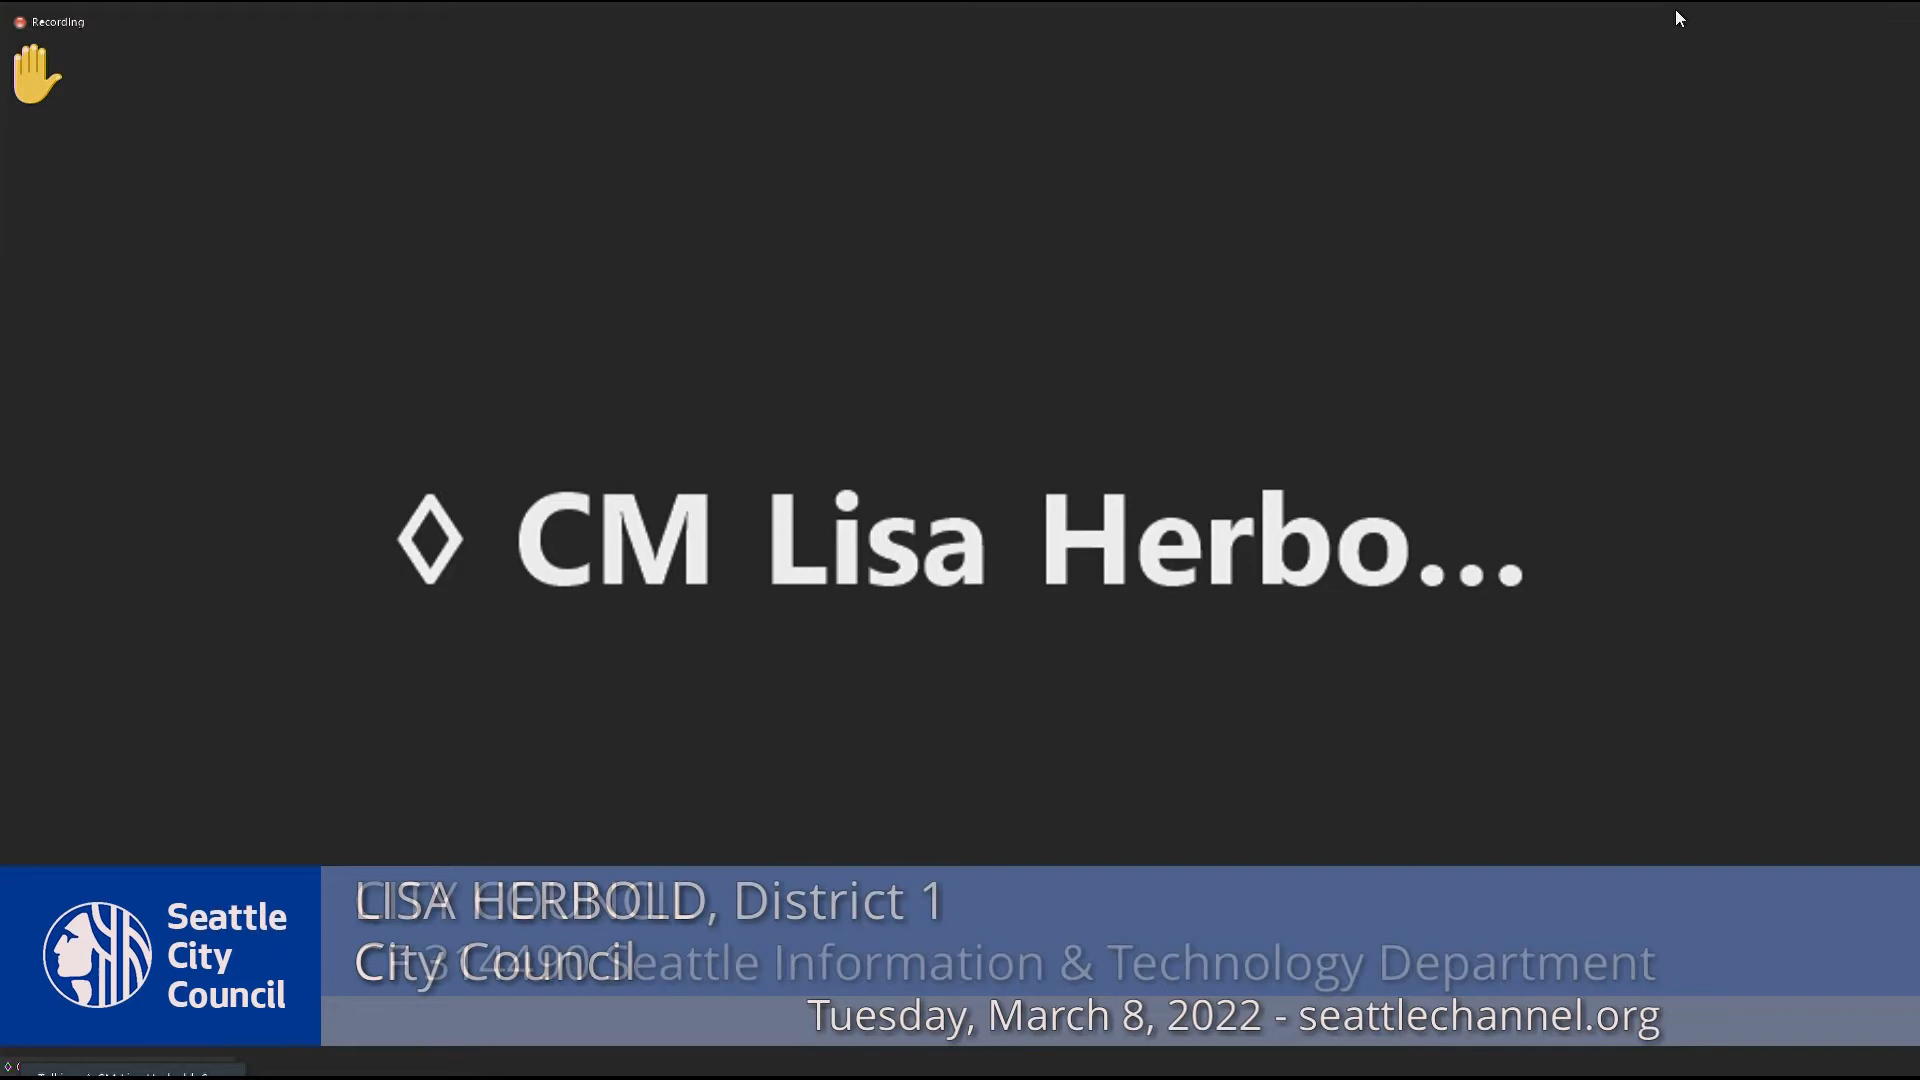 Recording
◊ CM Lisa Herbo...
Seattle
City
Council
LISA HERBOLD, District 1
City Council
314490 Seattle Information & Technology Department
Tuesday, March 8, 2022 - seattlechannel.org